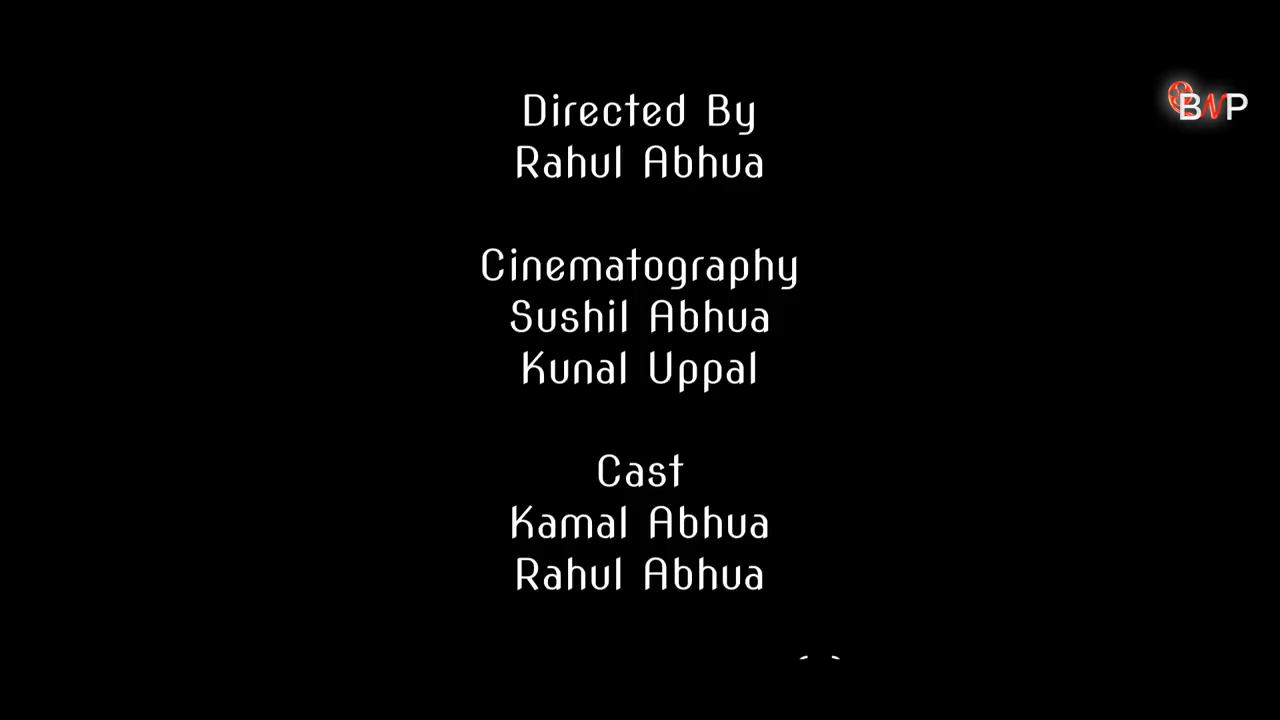 Directed By
Rahul Abhua
Cinematography
Sushil Abhua
Kunal Uppal
Cast
Kamal Abhua
Rahul Abhua
BNP